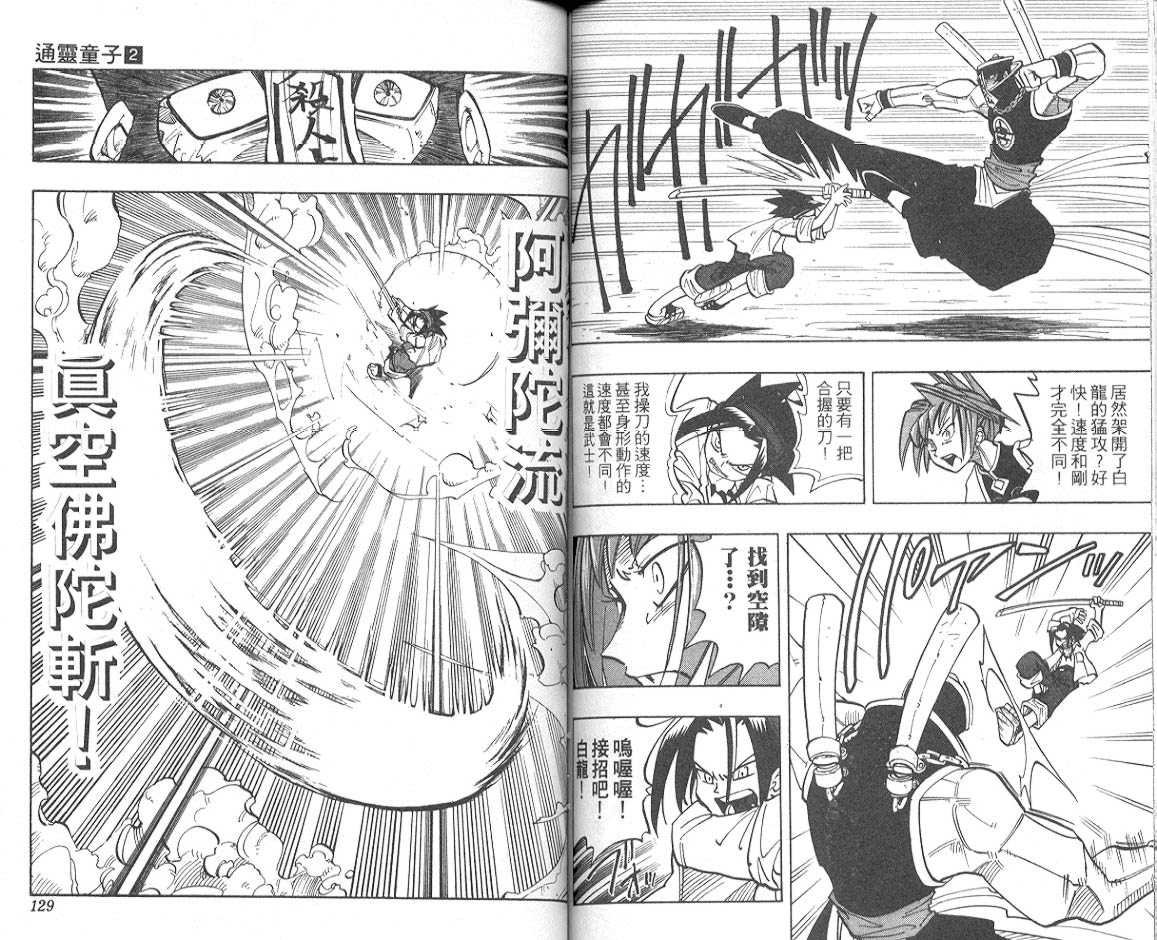 居然架開了白
龍的猛攻？好
快！速度和剛
才完全不同！
只要有一把
合握的刀！
我操刀的速度…
甚至身形動作的
速度都會不同！
這就是武士！
找到空隙
了…？
嗚喔喔！
接招吧！
白龍！
通靈童子2
殺人
阿彌陀流
真空佛陀斬！
129